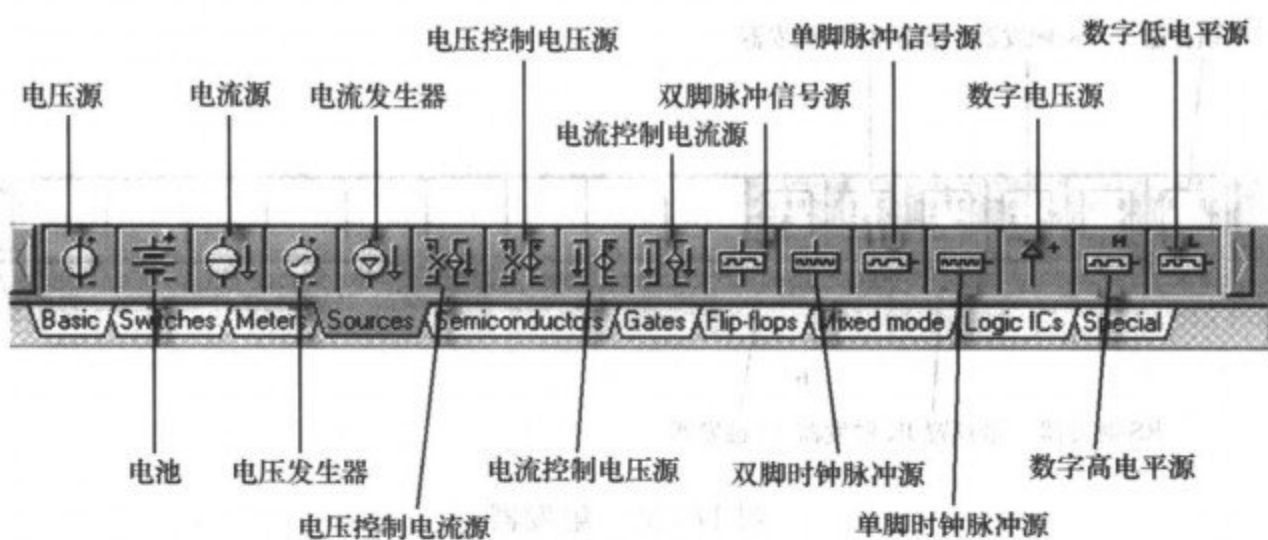 数字低电平源
电压控制电压源
单脚脉冲信号源
电压源
电流源
电流发生器
双脚脉冲信号源
数字电压源
电流控制电流源
H
L
Basic
Switches
Meters
Sources
Semiconductors
Gates
Flip-flops
Mixed mode
Logic ICs
Special
电池
电压发生器
电流控制电压源
双脚时钟脉冲源
数字高电平源
电压控制电流源
单脚时钟脉冲源